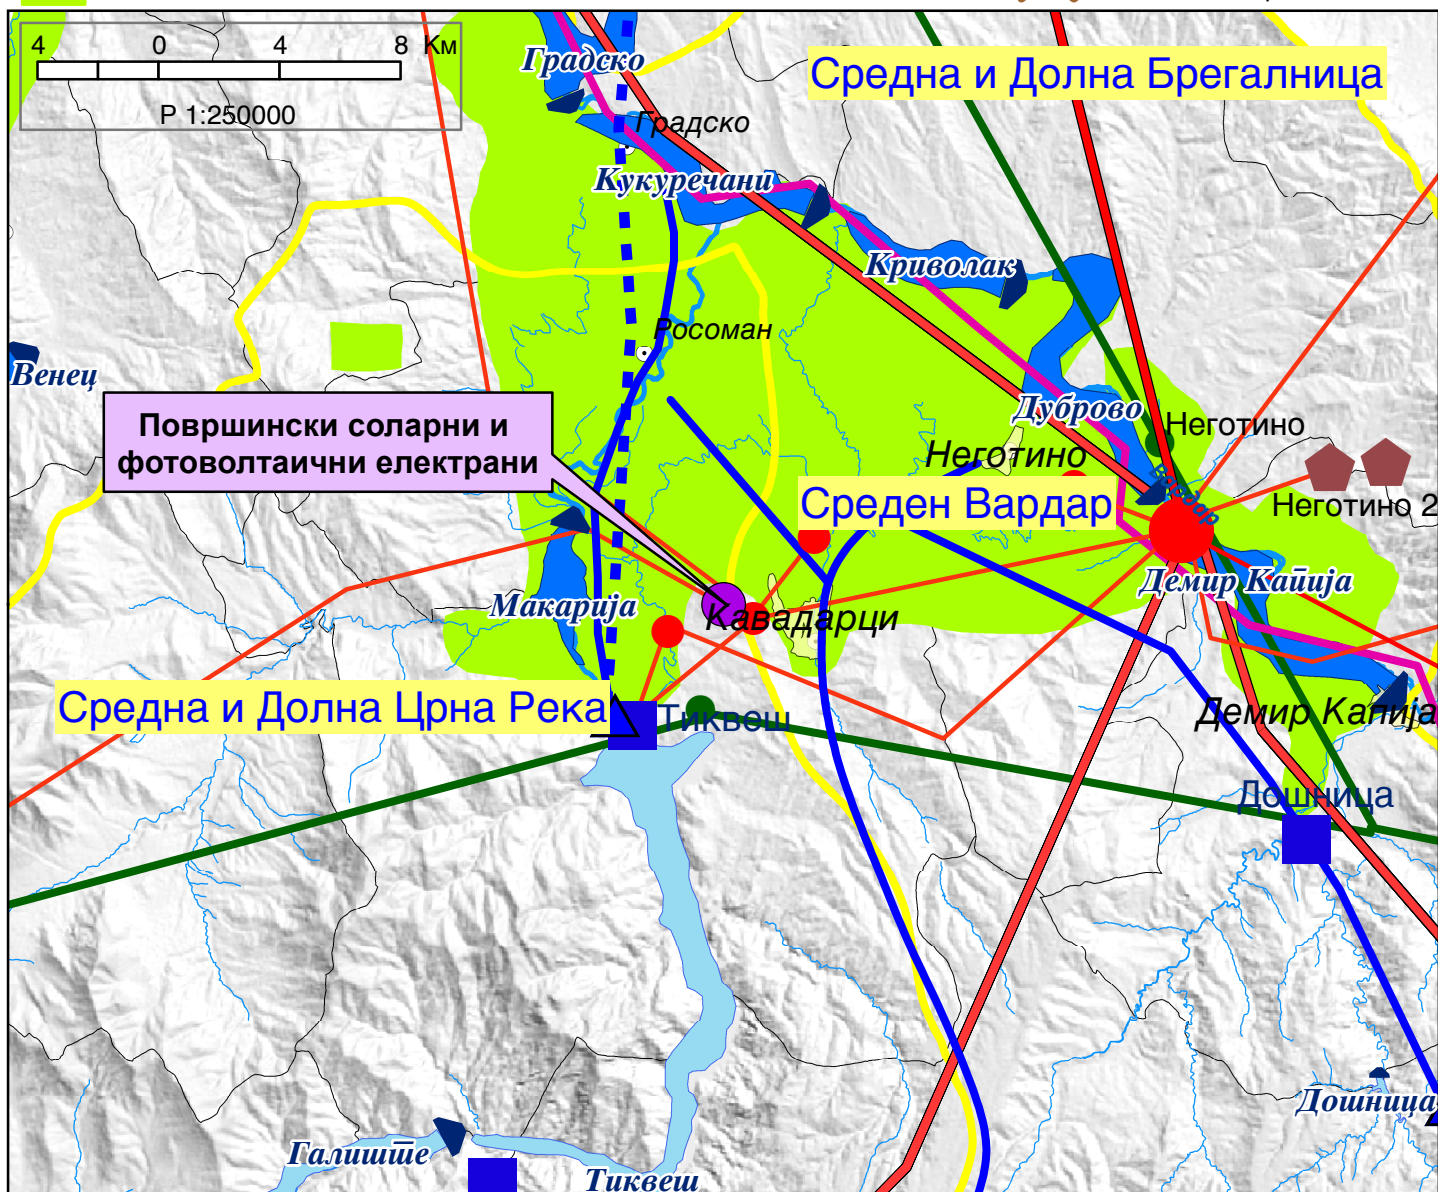 4 0 4 8 Км
Р 1:250000
Градско
Средна и Долна Брегалница
Градско
Кукуречани
Криволак
Росоман
Венец
Површински соларни и
фотоволтаични електрани
Дуброво
Неготино
Неготино
Вардар
Среден Вардар
Неготино 2
Демир Капија
Макарија
Кавадарци
Средна и Долна Црна Река
Тиквеш
Демир Капија
Дошница
Дошница
Галиште
Тиквеш